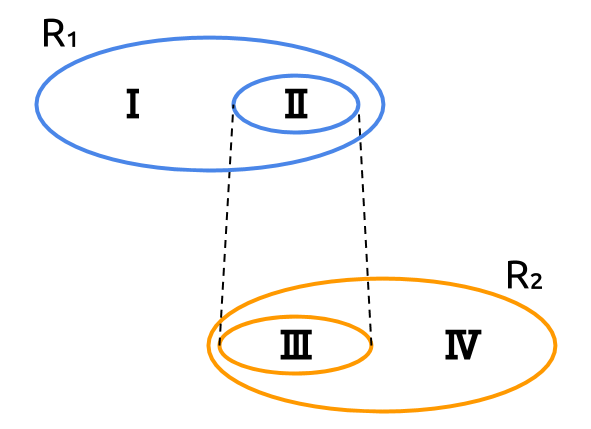 R₁
Ⅰ Ⅱ
R₂
Ⅲ Ⅳ